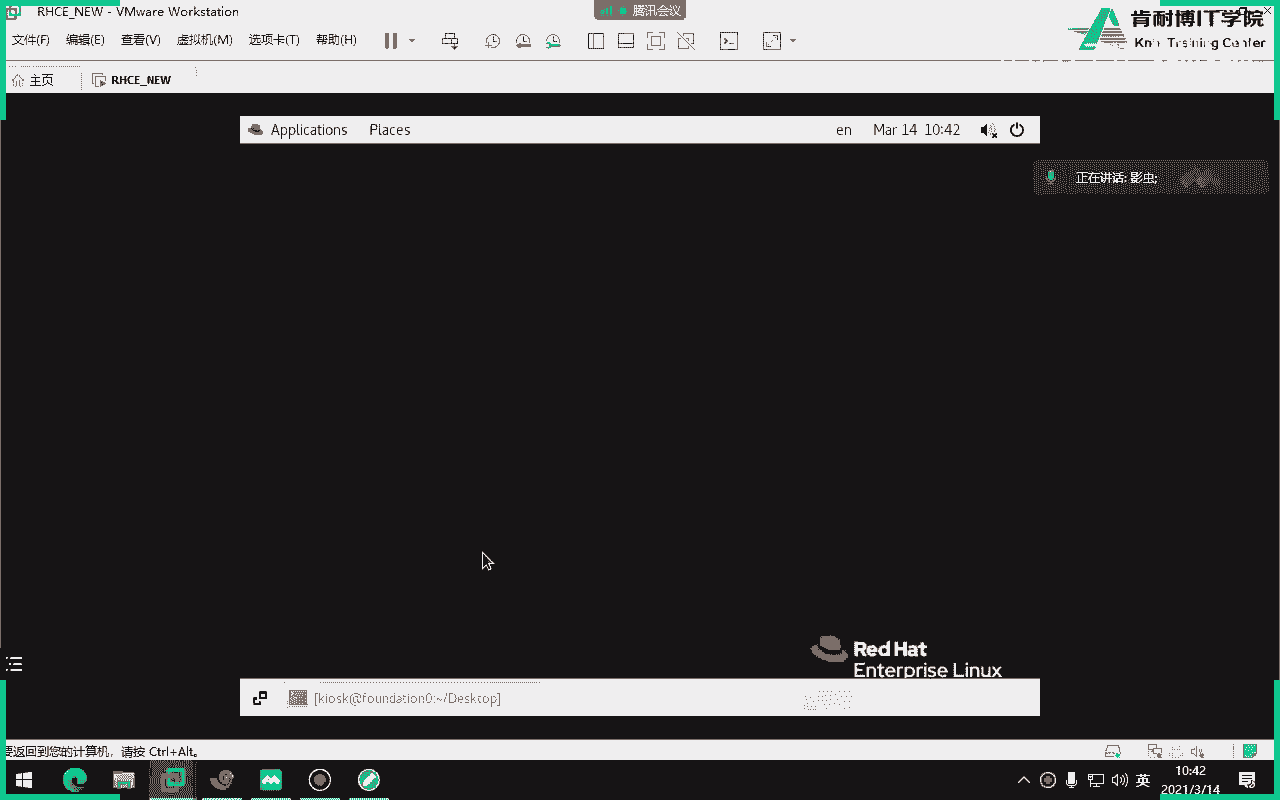 RHCE_NEW - VMware Workstation
腾讯会议
肯耐博IT学院
Training Center
文件(F) 编辑(E) 查看(V) 虚拟机(M) 选项卡(T) 帮助(H)
主页 RHCE_NEW
Applications Places en Mar 14 10:42
正在讲话: 影虫;
Red Hat
Enterprise Linux
[kiosk@foundation0:~/Desktop]
要返回到您的计算机，请按 Ctrl+Alt。
英
10:42
2021/3/14